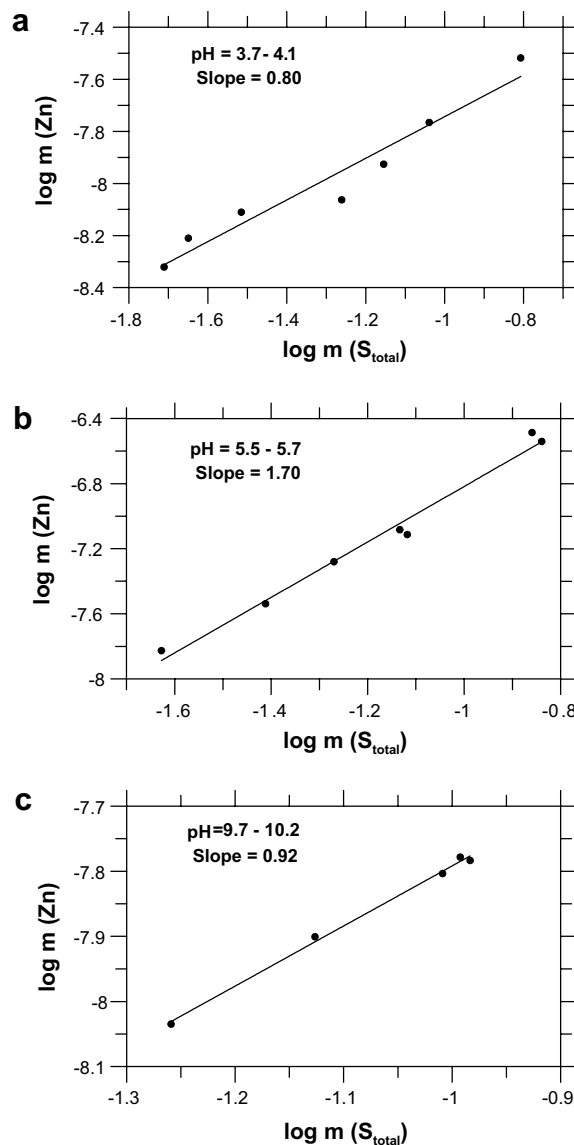 a
pH = 3.7- 4.1
Slope = 0.80
-7.4
-7.6
-7.8
-8
-8.2
-8.4
log m (Zn)
-1.8
-1.6
-1.4
-1.2
-1
-0.8
log m (Stotal)
b
pH = 5.5 - 5.7
Slope = 1.70
-6.4
-6.8
-7.2
-7.6
-8
log m (Zn)
-1.6
-1.4
-1.2
-1
-0.8
log m (Stotal)
c
pH=9.7 - 10.2
Slope = 0.92
-7.7
-7.8
-7.9
-8
-8.1
log m (Zn)
-1.3
-1.2
-1.1
-1
-0.9
log m (Stotal)